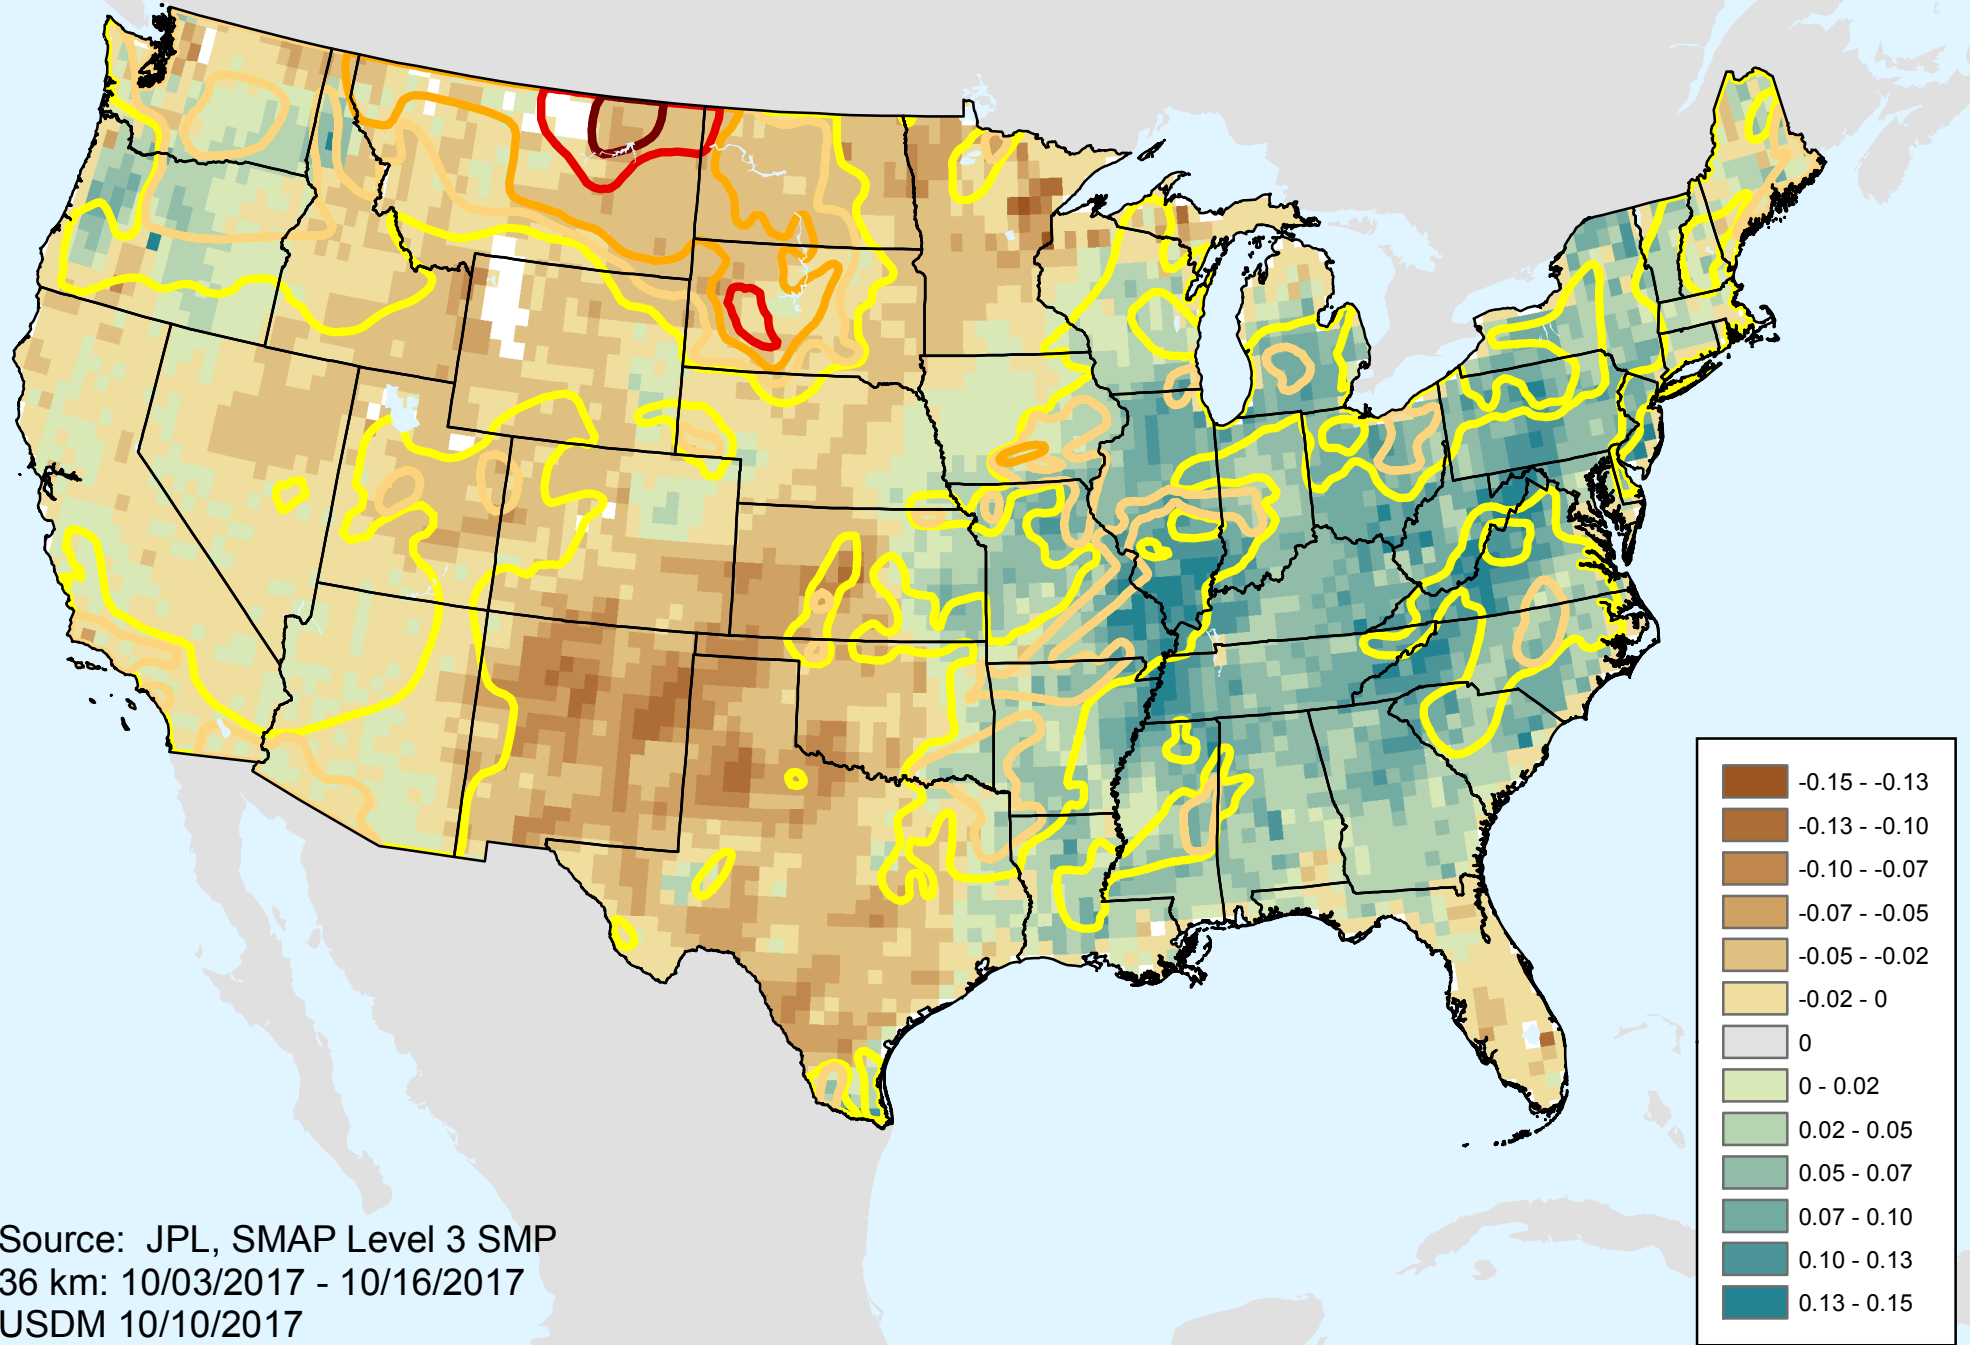 -0.15 - -0.13
-0.13 - -0.10
-0.10 - -0.07
-0.07 - -0.05
-0.05 - -0.02
-0.02 - 0
0
0 - 0.02
0.02 - 0.05
0.05 - 0.07
0.07 - 0.10
0.10 - 0.13
0.13 - 0.15
Source: JPL, SMAP Level 3 SMP
36 km: 10/03/2017 - 10/16/2017
USDM 10/10/2017